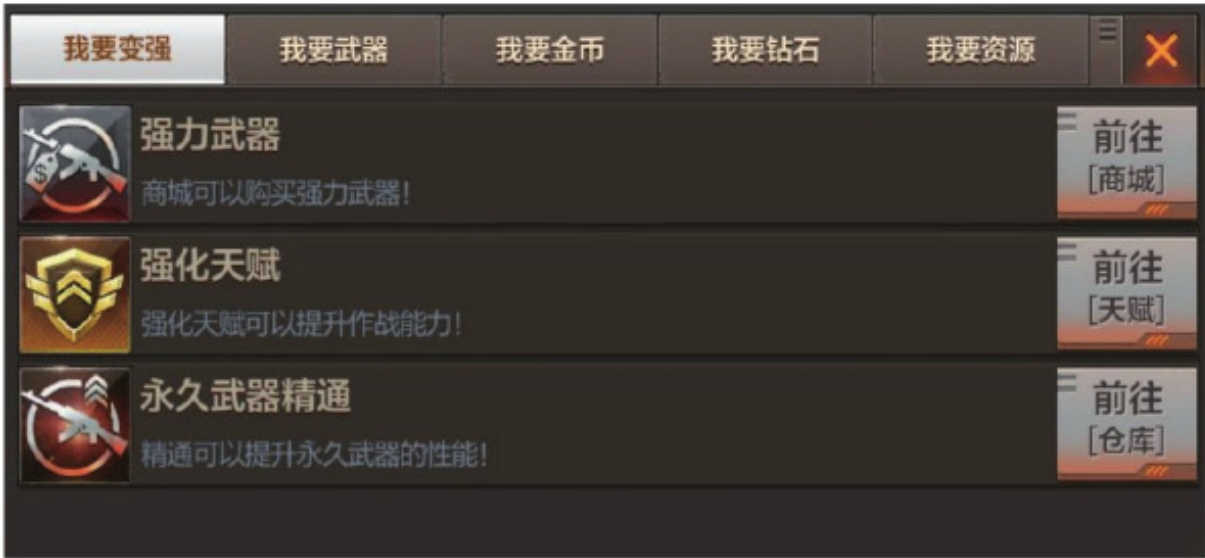 我要变强
我要武器
我要金币
我要钻石
我要资源
强力武器
商城可以购买强力武器!
前往
[商城]
强化天赋
强化天赋可以提升作战能力!
前往
[天赋]
永久武器精通
精通可以提升永久武器的性能!
前往
[仓库]